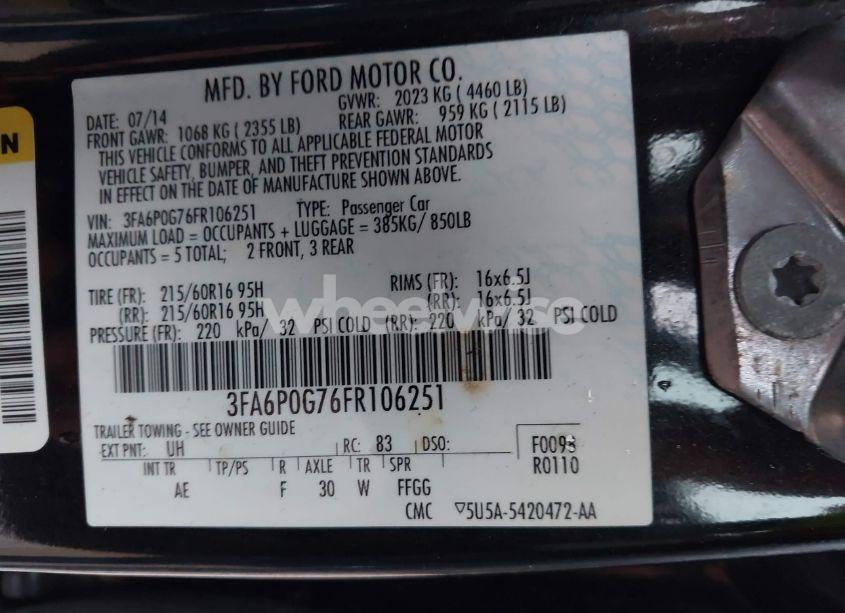 MFD. BY FORD MOTOR CO.
DATE: 07/14 GVWR: 2023 KG ( 4460 LB)
FRONT GAWR: 1068 KG ( 2355 LB) REAR GAWR: 959 KG ( 2115 LB)
THIS VEHICLE CONFORMS TO ALL APPLICABLE FEDERAL MOTOR
VEHICLE SAFETY, BUMPER, AND THEFT PREVENTION STANDARDS
IN EFFECT ON THE DATE OF MANUFACTURE SHOWN ABOVE.
VIN: 3FA6P0G76FR106251 TYPE: Passenger Car
MAXIMUM LOAD = OCCUPANTS + LUGGAGE = 385KG/ 850LB
OCCUPANTS = 5 TOTAL; 2 FRONT, 3 REAR
TIRE (FR): 215/60R16 95H RIMS (FR): 16x6.5J
(RR): 215/60R16 95H (RR): 16x6.5J
PRESSURE (FR): 220 kPa/ 32 PSI COLD (RR): 220 kPa/ 32 PSI COLD
3FA6P0G76FR106251
TRAILER TOWING - SEE OWNER GUIDE
EXT PNT: UH RC: 83 DSO: F0093
R0110
INT TR TP/PS R AXLE TR SPR
AE F 30 W FFGG
CMC ▽5U5A-5420472-AA